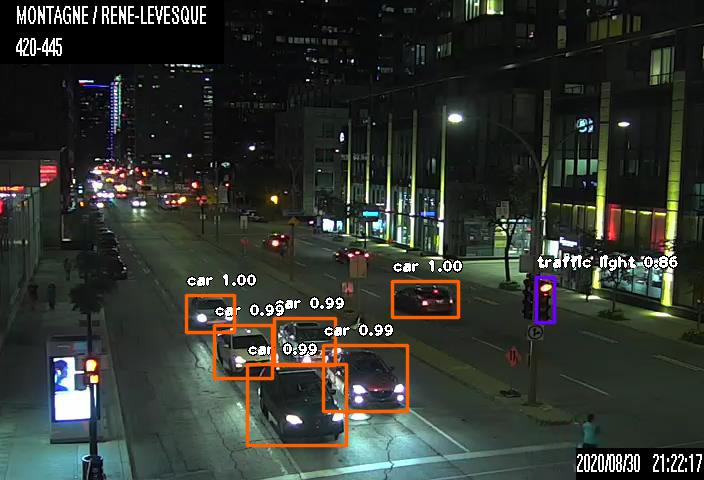 MONTAGNE / RENE-LEVESQUE
420-445
traffic light 0.86
car 1.00
car 1.00
car 0.99
car 0.99
car 0.99
car 0.99
2020/08/30 21:22:17